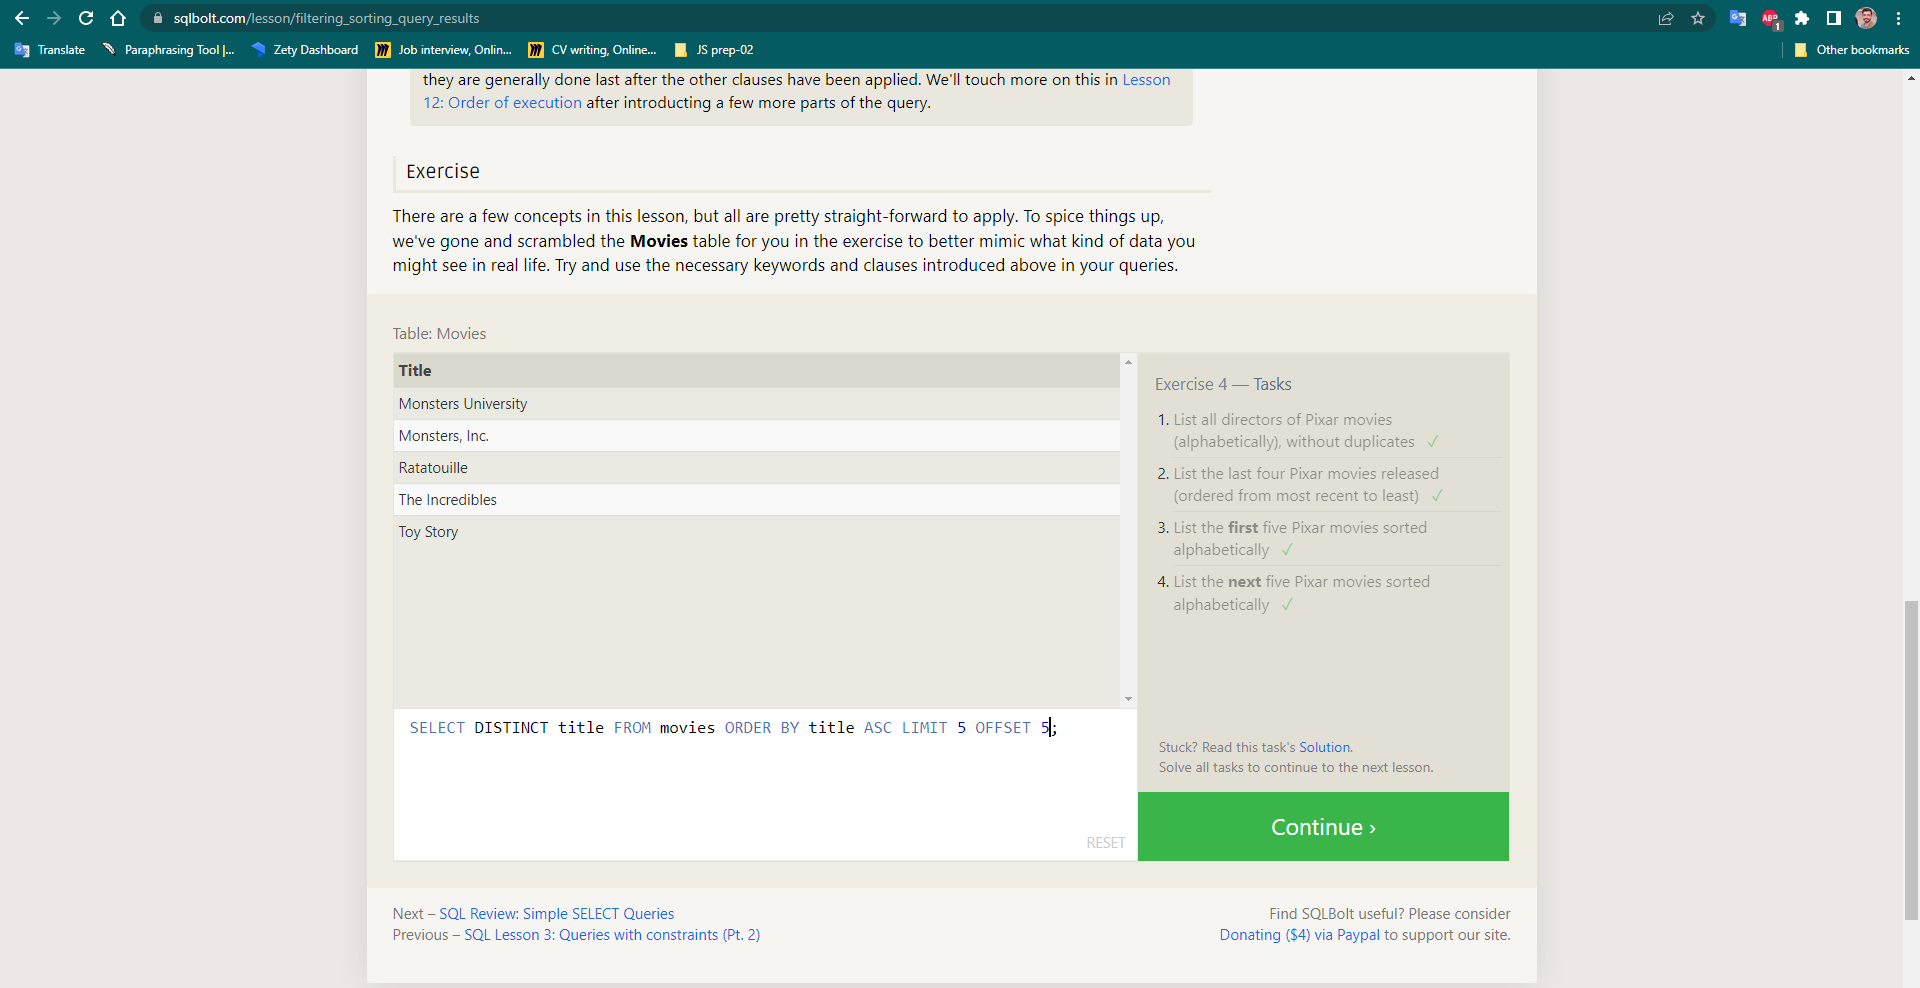 sqlbolt.com/lesson/filtering_sorting_query_results
ABP 1
Translate
Paraphrasing Tool |...
Zety Dashboard
Job interview, Onlin...
CV writing, Online...
JS prep-02
Other bookmarks
they are generally done last after the other clauses have been applied. We'll touch more on this in Lesson
12: Order of execution after introducting a few more parts of the query.
Exercise
There are a few concepts in this lesson, but all are pretty straight-forward to apply. To spice things up,
we've gone and scrambled the Movies table for you in the exercise to better mimic what kind of data you
might see in real life. Try and use the necessary keywords and clauses introduced above in your queries.
Table: Movies
Title
Monsters University
Monsters, Inc.
Ratatouille
The Incredibles
Toy Story
SELECT DISTINCT title FROM movies ORDER BY title ASC LIMIT 5 OFFSET 5;
RESET
Exercise 4 — Tasks
1. List all directors of Pixar movies
(alphabetically), without duplicates ✓
2. List the last four Pixar movies released
(ordered from most recent to least) ✓
3. List the first five Pixar movies sorted
alphabetically ✓
4. List the next five Pixar movies sorted
alphabetically ✓
Stuck? Read this task's Solution.
Solve all tasks to continue to the next lesson.
Continue ›
Next – SQL Review: Simple SELECT Queries
Previous – SQL Lesson 3: Queries with constraints (Pt. 2)
Find SQLBolt useful? Please consider
Donating ($4) via Paypal to support our site.